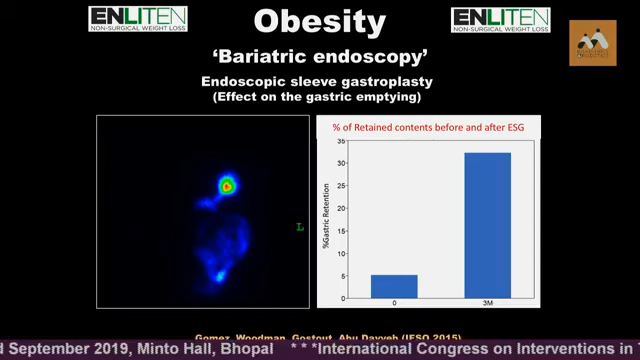 ENLITEN
NON-SURGICAL WEIGHT LOSS
Obesity
ENLITEN
NON-SURGICAL WEIGHT LOSS
'Bariatric endoscopy'
Endoscopic sleeve gastroplasty
(Effect on the gastric emptying)
% of Retained contents before and after ESG
%Gastric Retention
35
30
25
20
15
10
5
0
0
3M
L
Gomez, Woodman, Gostout, Abu Dayyeh (IFSO 2015)
d September 2019, Minto Hall, Bhopal * * *International Congress on Interventions in